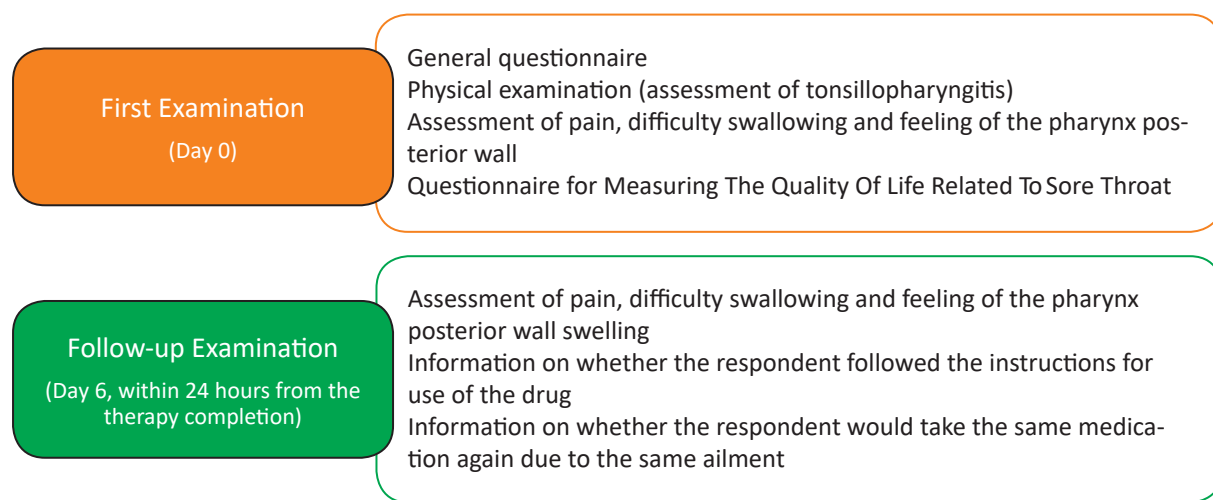 First Examination
(Day 0)
General questionnaire
Physical examination (assessment of tonsillopharyngitis)
Assessment of pain, difficulty swallowing and feeling of the pharynx pos-
terior wall
Questionnaire for Measuring The Quality Of Life Related To Sore Throat
Follow-up Examination
(Day 6, within 24 hours from the
therapy completion)
Assessment of pain, difficulty swallowing and feeling of the pharynx
posterior wall swelling
Information on whether the respondent followed the instructions for
use of the drug
Information on whether the respondent would take the same medica-
tion again due to the same ailment